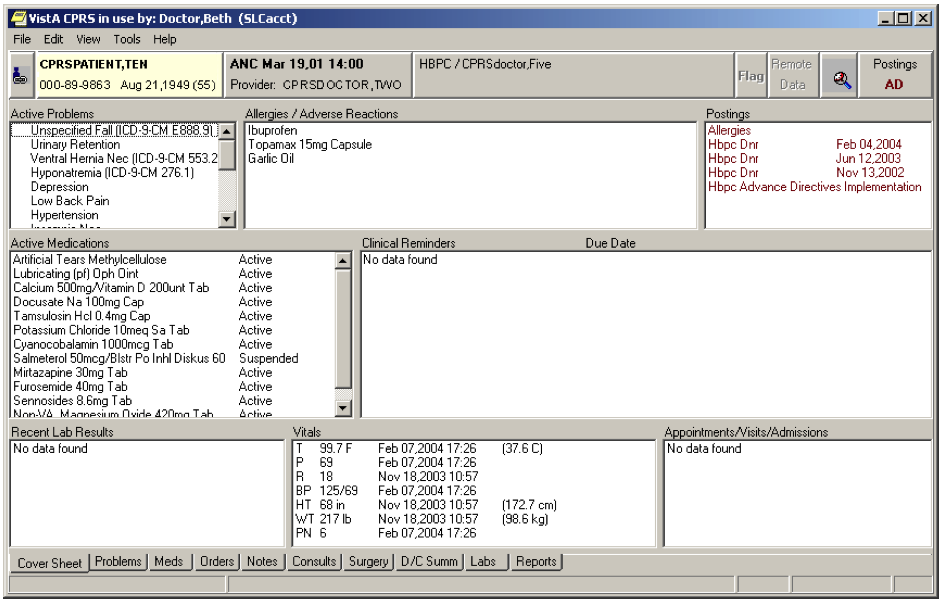 VistA CPRS in use by: Doctor,Beth (SLCacct)
File Edit View Tools Help
CPRSPATIENT,TEN
000-89-9863 Aug 21,1949 (55)
ANC Mar 19,01 14:00
Provider: CPRSDOCTOR,TWO
HBPC / CPRSdoctor,Five
Flag
Remote
Data
Postings
AD
Active Problems
Unspecified Fall (ICD-9-CM E888.9)
Urinary Retention
Ventral Hernia Nec (ICD-9-CM 553.2
Hyponatremia (ICD-9-CM 276.1)
Depression
Low Back Pain
Hypertension
Allergies / Adverse Reactions
Ibuprofen
Topamax 15mg Capsule
Garlic Oil
Postings
Allergies
Hbpc Dnr Feb 04,2004
Hbpc Dnr Jun 12,2003
Hbpc Dnr Nov 13,2002
Hbpc Advance Directives Implementation
Active Medications
Artificial Tears Methylcellulose Active
Lubricating (pf) Oph Oint Active
Calcium 500mg/Vitamin D 200unt Tab Active
Docusate Na 100mg Cap Active
Tamsulosin Hcl 0.4mg Cap Active
Potassium Chloride 10meq Sa Tab Active
Cyanocobalamin 1000mcg Tab Active
Salmeterol 50mcg/Blstr Po Inhl Diskus 60 Suspended
Mirtazapine 30mg Tab Active
Furosemide 40mg Tab Active
Sennosides 8.6mg Tab Active
Non-VA Magnesium Oxide 420mg Tab Active
Clinical Reminders Due Date
No data found
Recent Lab Results
No data found
Vitals
T 99.7 F Feb 07,2004 17:26 (37.6 C)
P 69 Feb 07,2004 17:26
R 18 Nov 18,2003 10:57
BP 125/69 Feb 07,2004 17:26
HT 68 in Nov 18,2003 10:57 (172.7 cm)
WT 217 lb Nov 18,2003 10:57 (98.6 kg)
PN 6 Feb 07,2004 17:26
Appointments/Visits/Admissions
No data found
Cover Sheet Problems Meds Orders Notes Consults Surgery D/C Summ Labs Reports